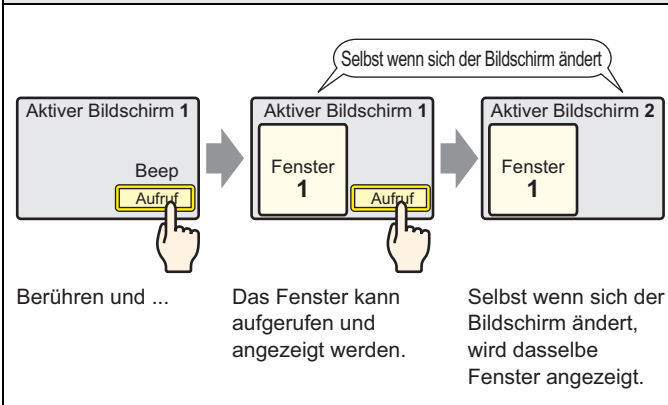 Selbst wenn sich der Bildschirm ändert
Aktiver Bildschirm 1
Beep
Aufruf
Aktiver Bildschirm 1
Fenster
1
Aufruf
Aktiver Bildschirm 2
Fenster
1
Berühren und ...
Das Fenster kann
aufgerufen und
angezeigt werden.
Selbst wenn sich der
Bildschirm ändert,
wird dasselbe
Fenster angezeigt.